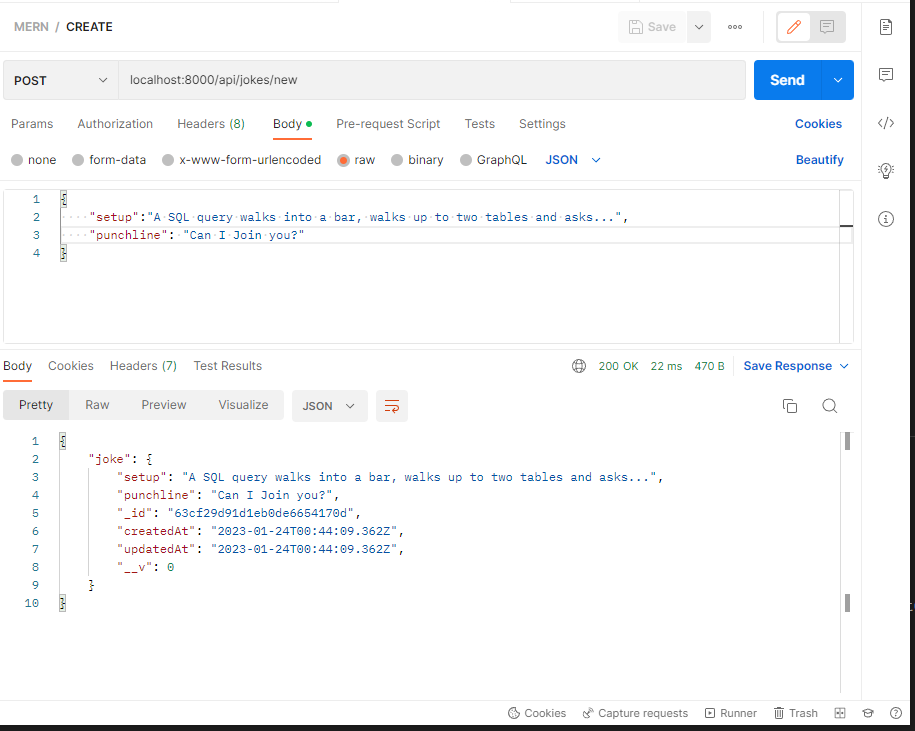 MERN / CREATE Save
POST localhost:8000/api/jokes/new Send
Params Authorization Headers (8) Body Pre-request Script Tests Settings Cookies
none form-data x-www-form-urlencoded raw binary GraphQL JSON Beautify
1 {
2 "setup":"A SQL query walks into a bar, walks up to two tables and asks...",
3 "punchline": "Can I Join you?"
4 }
Body Cookies Headers (7) Test Results 200 OK 22 ms 470 B Save Response
Pretty Raw Preview Visualize JSON
1 {
2 "joke": {
3 "setup": "A SQL query walks into a bar, walks up to two tables and asks...",
4 "punchline": "Can I Join you?",
5 "_id": "63cf29d91d1eb0de6654170d",
6 "createdAt": "2023-01-24T00:44:09.362Z",
7 "updatedAt": "2023-01-24T00:44:09.362Z",
8 "__v": 0
9 }
10 }
Cookies Capture requests Runner Trash